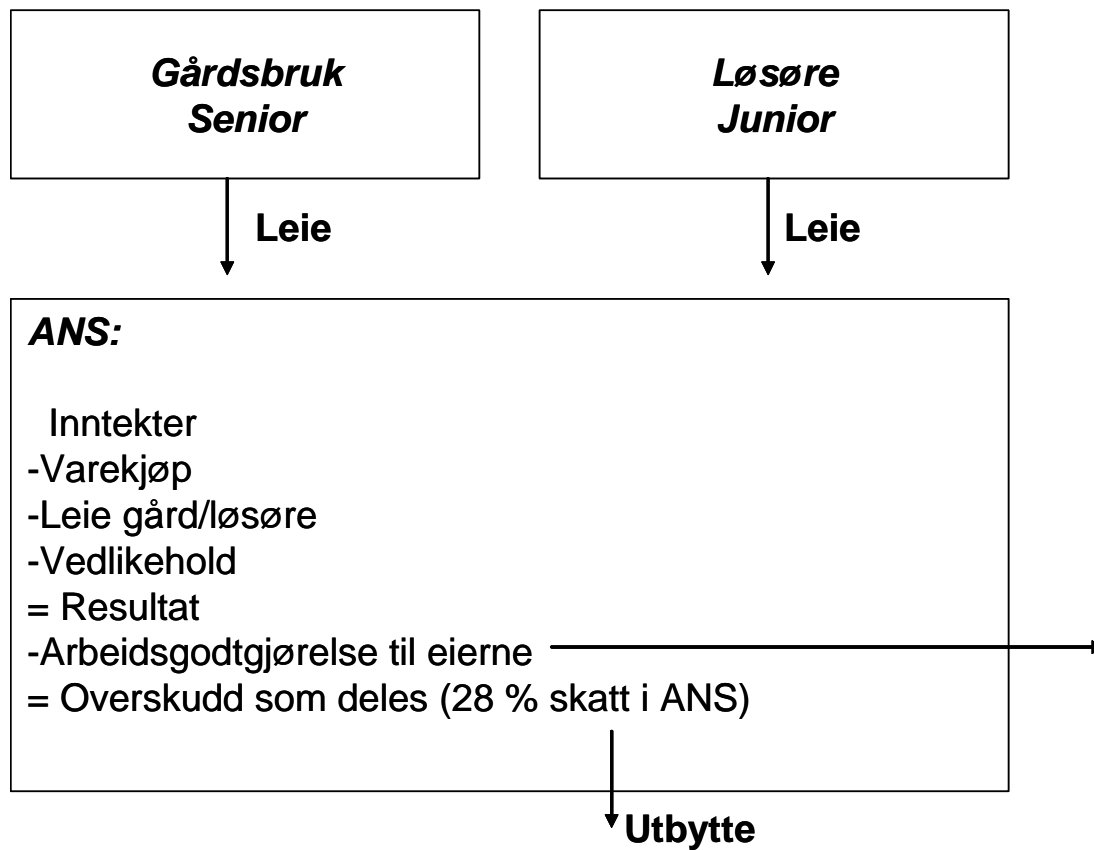 Gårdsbruk
Senior
Løsøre
Junior
Leie
Leie
ANS:
Inntekter
-Varekjøp
-Leie gård/løsøre
-Vedlikehold
= Resultat
-Arbeidsgodtgjørelse til eierne
= Overskudd som deles (28 % skatt i ANS)
Utbytte